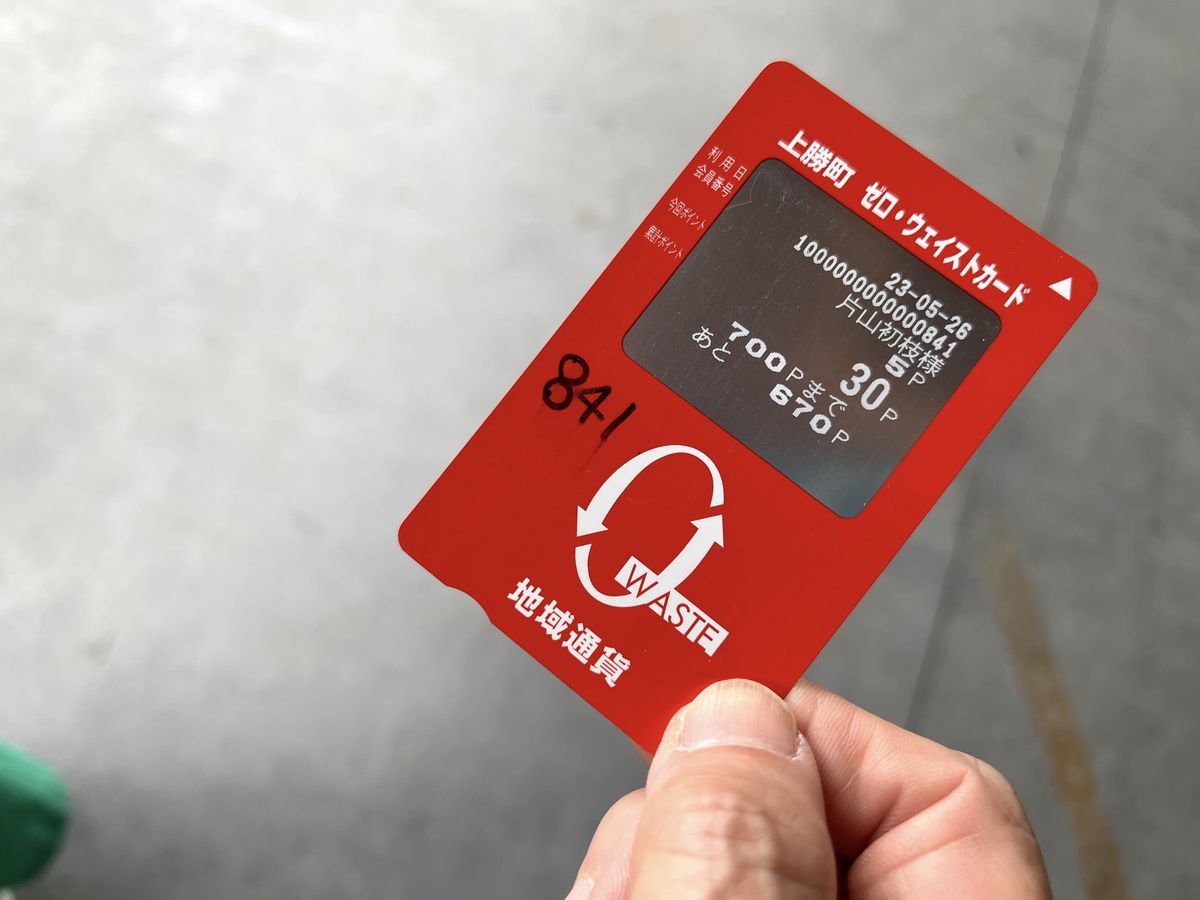 上勝町 ゼロ・ウェイストカード
利用日
会員番号
今回ポイント
累計ポイント
23-05-26
1000000000000841
片山初枝様
5P
30P
700Pまで
あと 670P
841
WASTE
地域通貨